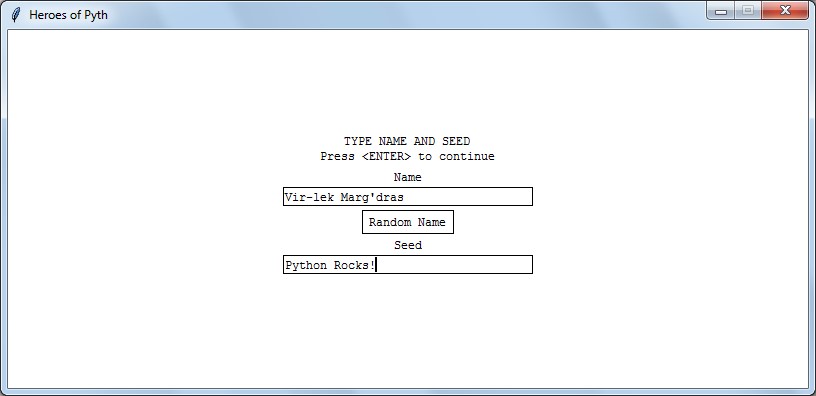 Heroes of Pyth
TYPE NAME AND SEED
Press <ENTER> to continue
Name
Vir-lek Marg'dras
Random Name
Seed
Python Rocks!